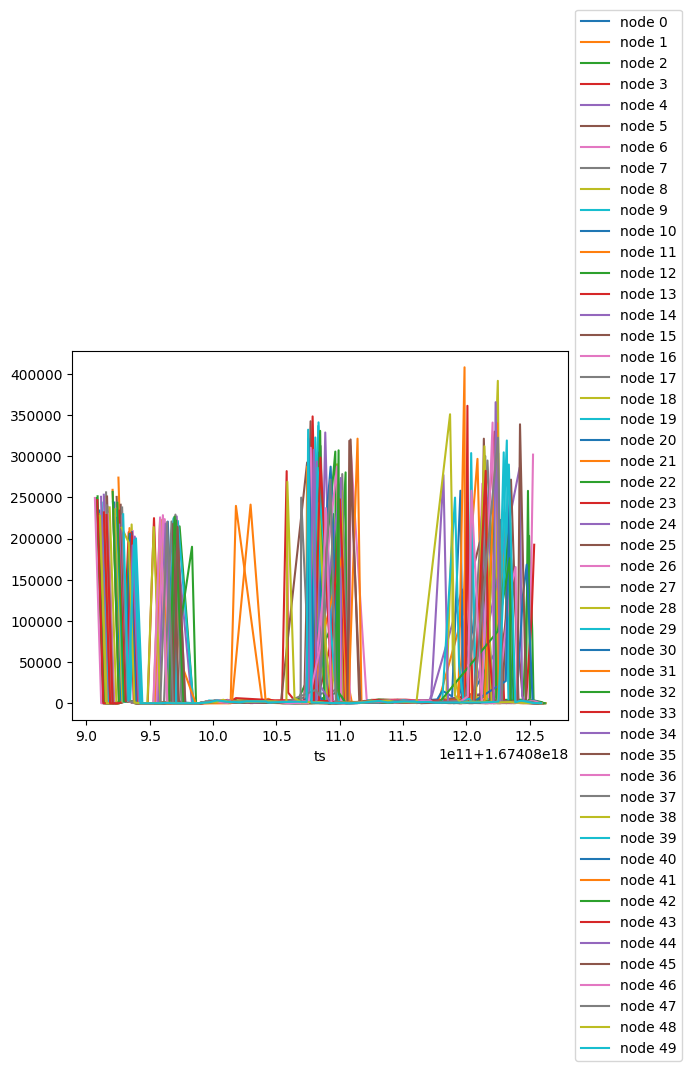 400000
350000
300000
250000
200000
150000
100000
50000
0
9.0 9.5 10.0 10.5 11.0 11.5 12.0 12.5
ts
1e11+1.67408e18
node 0
node 1
node 2
node 3
node 4
node 5
node 6
node 7
node 8
node 9
node 10
node 11
node 12
node 13
node 14
node 15
node 16
node 17
node 18
node 19
node 20
node 21
node 22
node 23
node 24
node 25
node 26
node 27
node 28
node 29
node 30
node 31
node 32
node 33
node 34
node 35
node 36
node 37
node 38
node 39
node 40
node 41
node 42
node 43
node 44
node 45
node 46
node 47
node 48
node 49